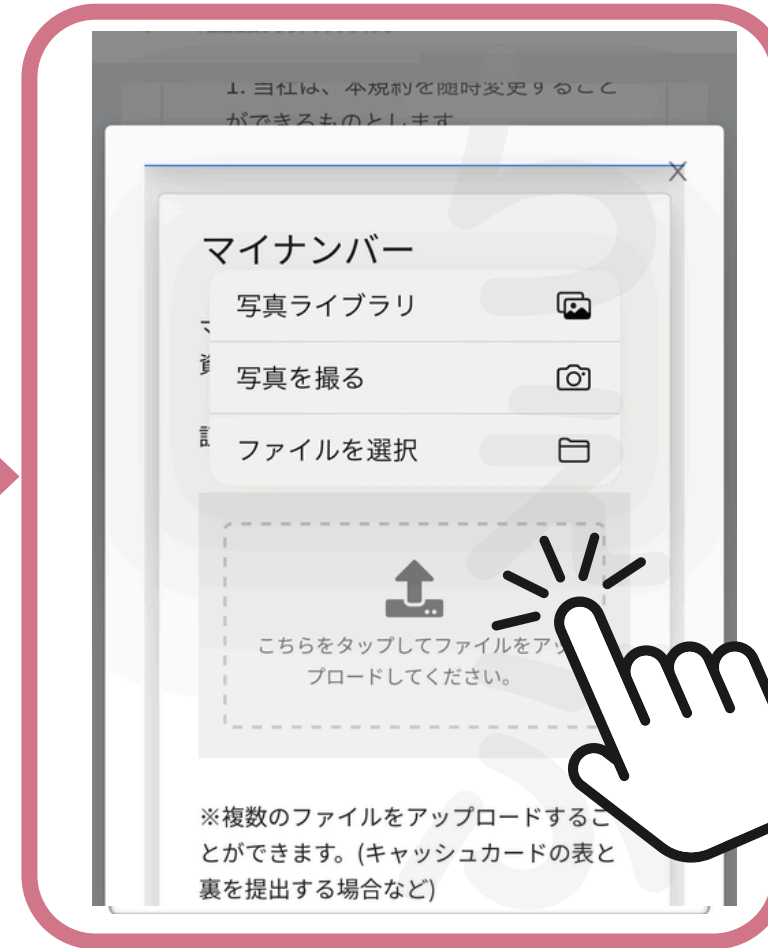 1. 当社は、本規約を随時変更すること
ができるものとします
マイナンバー
写真ライブラリ
写真を撮る
ファイルを選択
こちらをタップしてファイルをアッ
プロードしてください。
※複数のファイルをアップロードするこ
とができます。(キャッシュカードの表と
裏を提出する場合など)